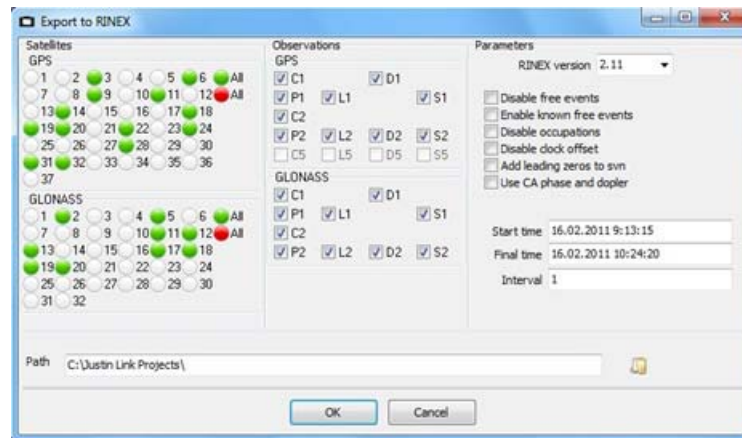 Export to RINEX
Satellites
GPS
1 2 3 4 5 6 All
7 8 9 10 11 12 All
13 14 15 16 17 18
19 20 21 22 23 24
25 26 27 28 29 30
31 32 33 34 35 36
37
GLONASS
1 2 3 4 5 6 All
7 8 9 10 11 12 All
13 14 15 16 17 18
19 20 21 22 23 24
25 26 27 28 29 30
31 32
Observations
GPS
C1 D1
P1 L1 S1
C2
P2 L2 D2 S2
C5 L5 D5 S5
GLONASS
C1 D1
P1 L1 S1
C2
P2 L2 D2 S2
Parameters
RINEX version 2.11
Disable free events
Enable known free events
Disable occupations
Disable clock offset
Add leading zeros to svn
Use CA phase and dopler
Start time 16.02.2011 9:13:15
Final time 16.02.2011 10:24:20
Interval 1
Path C:\Justin Link Projects\
OK Cancel